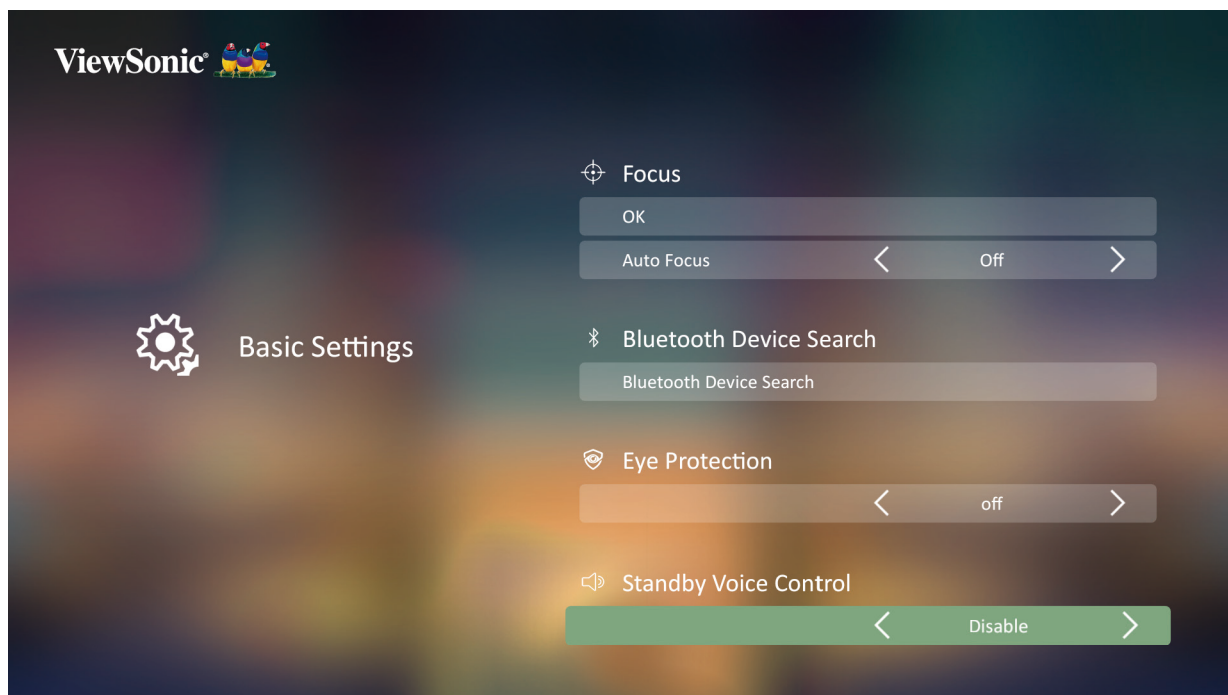 ViewSonic®
Focus
OK
Auto Focus Off
Basic Settings
Bluetooth Device Search
Bluetooth Device Search
Eye Protection
off
Standby Voice Control
Disable